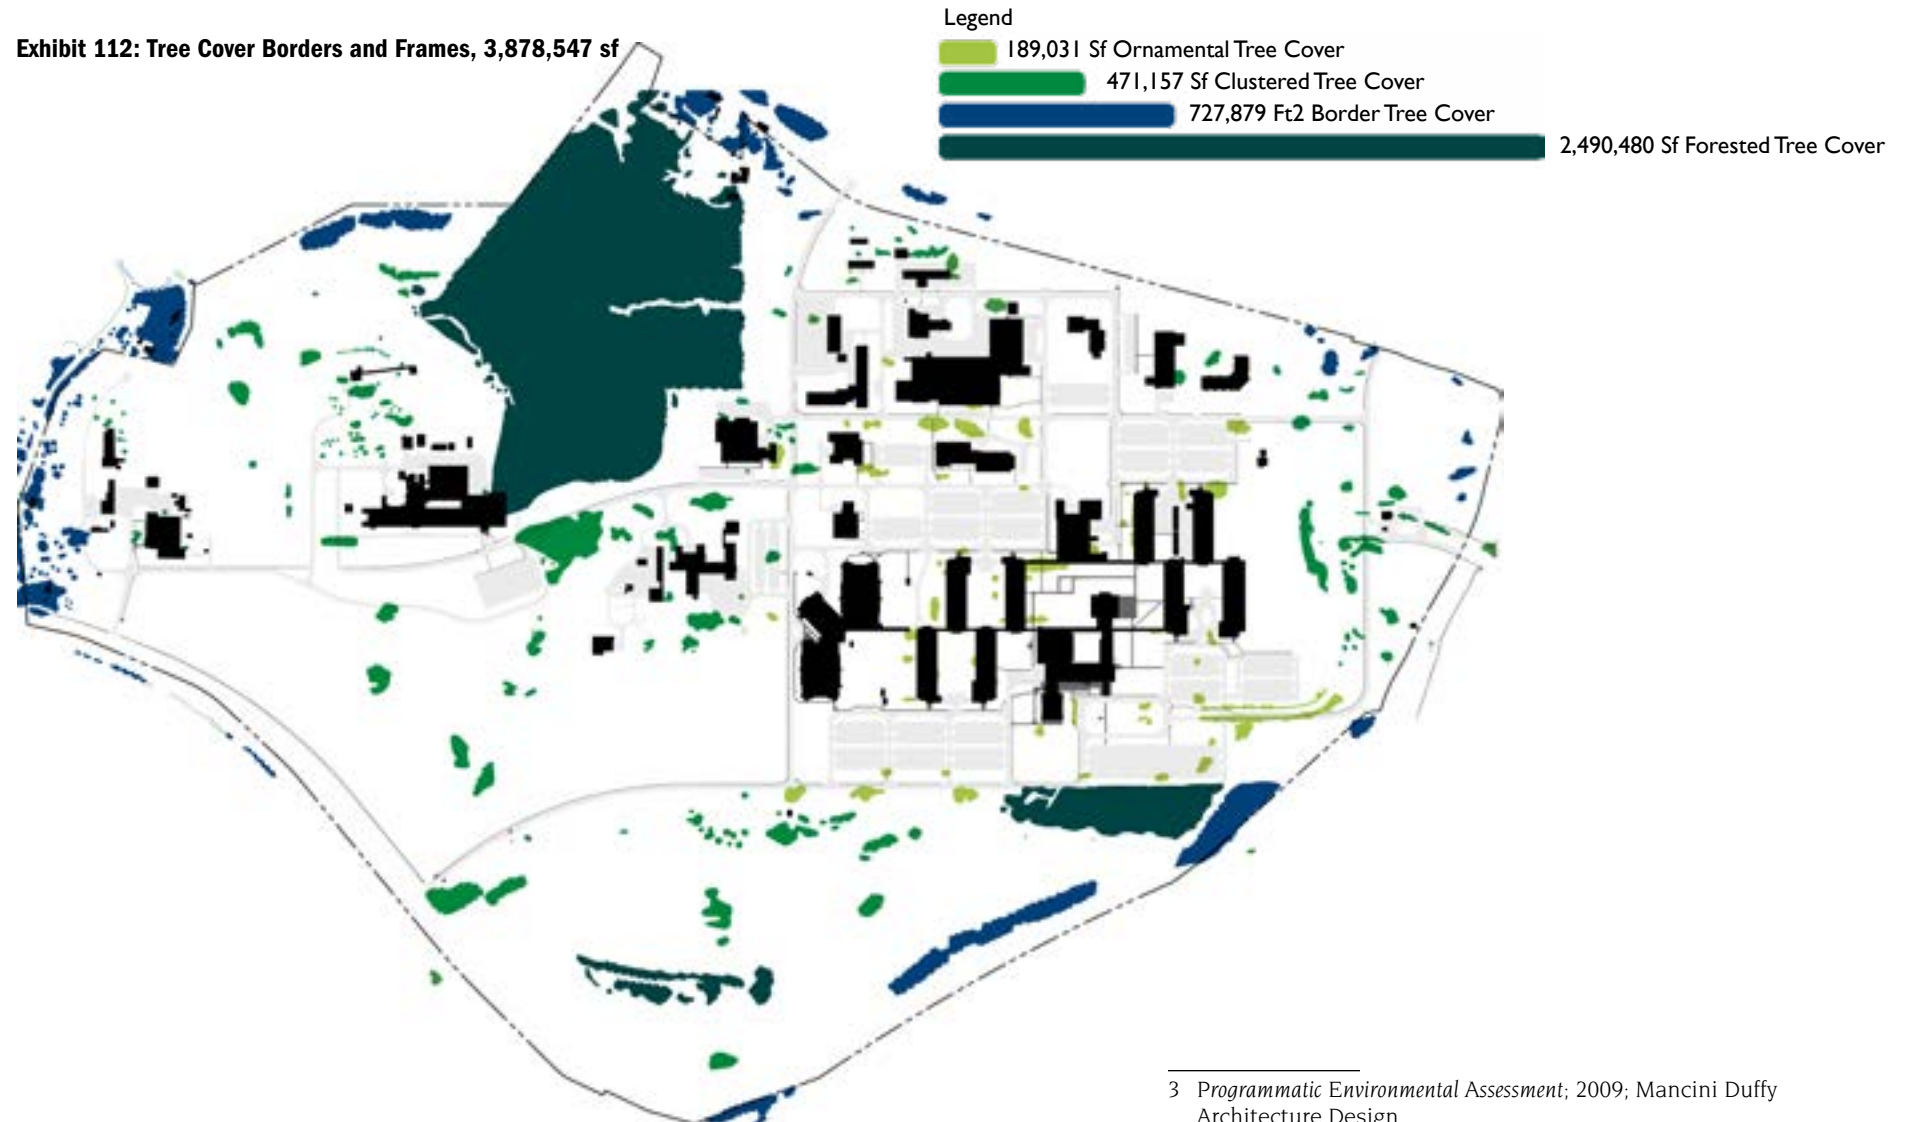 Exhibit 112: Tree Cover Borders and Frames, 3,878,547 sf
Legend
189,031 Sf Ornamental Tree Cover
471,157 Sf Clustered Tree Cover
727,879 Ft2 Border Tree Cover
2,490,480 Sf Forested Tree Cover
3 Programmatic Environmental Assessment; 2009; Mancini Duffy
Architecture Design